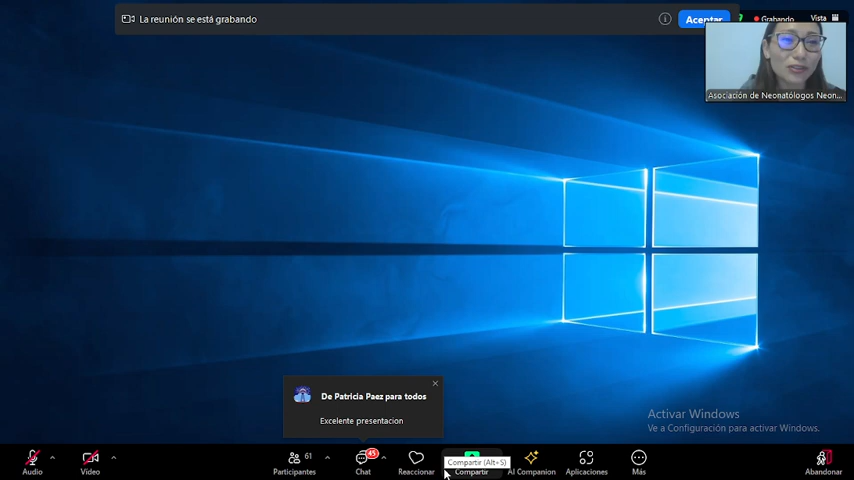 La reunión se está grabando
Aceptar
Grabando
Vista
Asociación de Neonatólogos Neon...
De Patricia Paez para todos
Excelente presentacion
Activar Windows
Ve a Configuración para activar Windows.
61
45
Compartir (Alt+S)
Audio
Vídeo
Participantes
Chat
Reaccionar
Compartir
AI Companion
Aplicaciones
Más
Abandonar